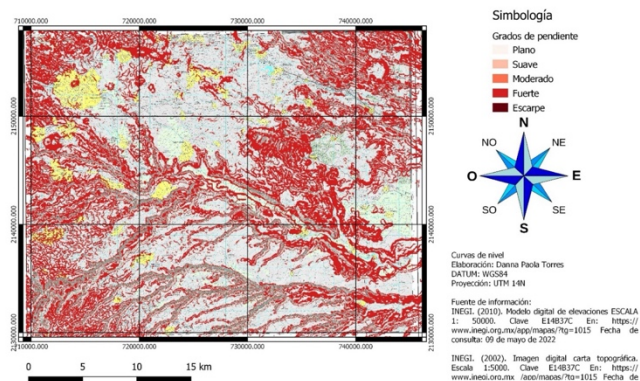 710000.000 720000.000 730000.000 740000.000
2150000.000 2150000.000
2140000.000 2140000.000
2130000.000 2130000.000
710000.000 720000.000 730000.000 740000.000
0 5 10 15 km
Simbología
Grados de pendiente
Plano
Suave
Moderado
Fuerte
Escarpe
N
NO NE
O E
SO SE
S
Curvas de nivel
Elaboración: Danna Paola Torres
DATUM: WGS84
Proyección: UTM 14N
Fuente de información:
INEGI. (2010). Modelo digital de elevaciones ESCALA
1: 50000. Clave E14B37C En: https://
www.inegi.org.mx/app/mapas/?tg=1015 Fecha de
consulta: 09 de mayo de 2022
INEGI. (2002). Imagen digital carta topográfica.
Escala 1:5000. Clave E14B37C En: https://
www.inegi.org.mx /app/mapas/?tg=1015 Fecha de